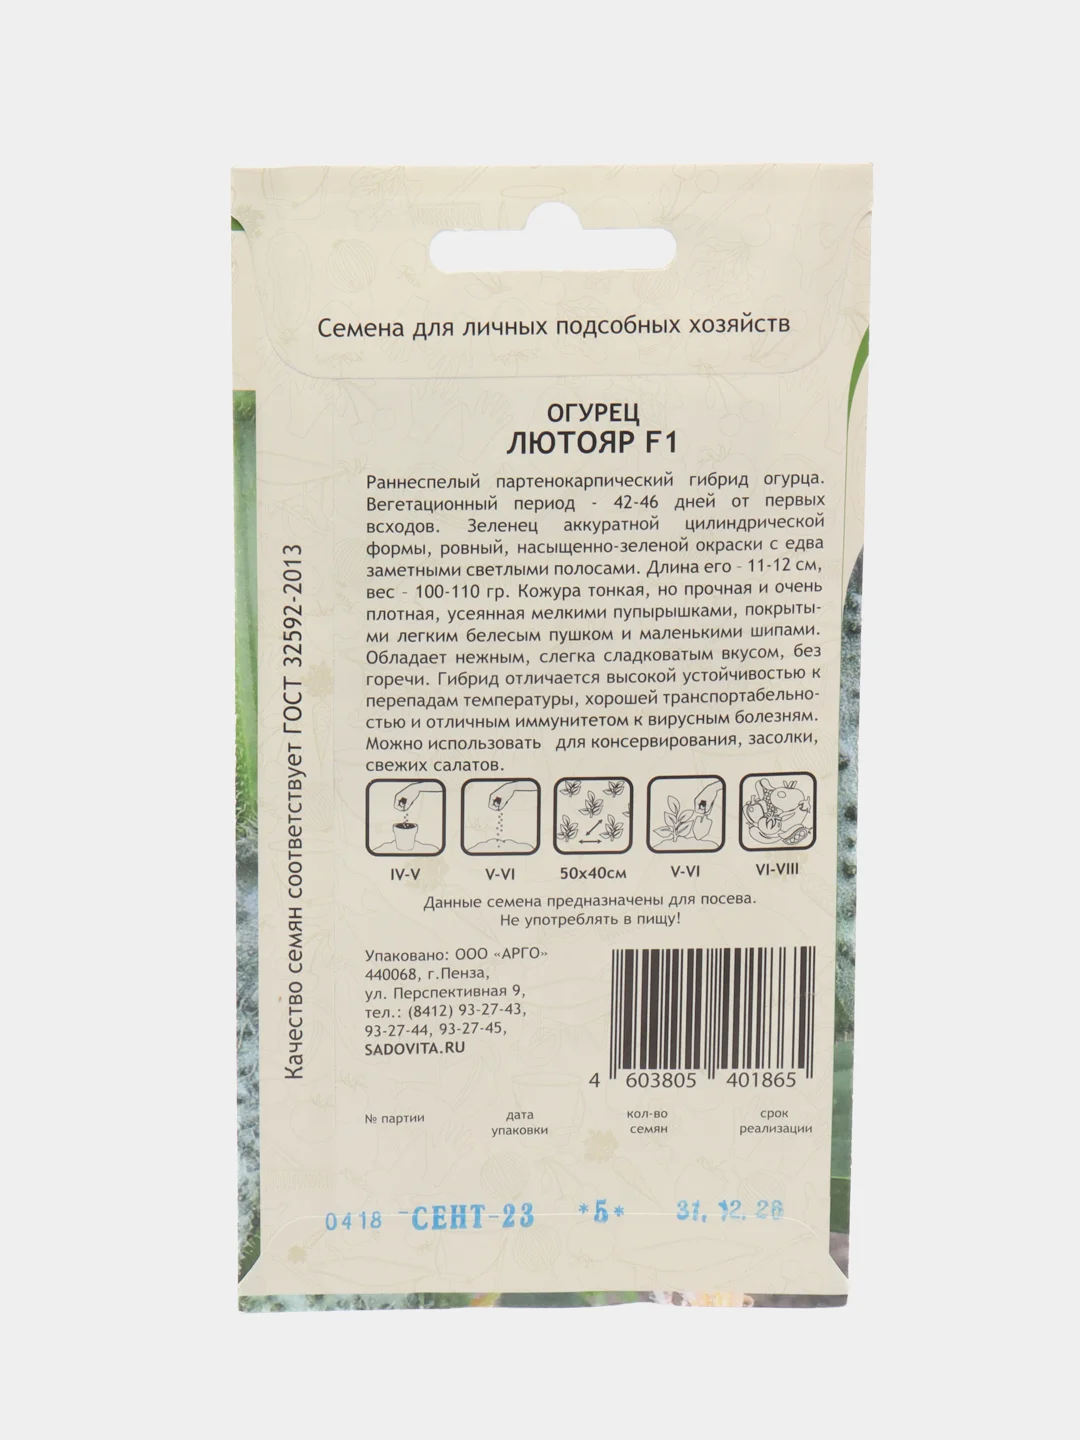 Семена для личных подсобных хозяйств
ОГУРЕЦ
ЛЮТОЯР F1
Раннеспелый партенокарпический гибрид огурца.
Вегетационный период - 42-46 дней от первых
всходов. Зеленец аккуратной цилиндрической
формы, ровный, насыщенно-зеленой окраски с едва
заметными светлыми полосами. Длина его - 11-12 см,
вес - 100-110 гр. Кожура тонкая, но прочная и очень
плотная, усеянная мелкими пупырышками, покрыты-
ми легким белесым пушком и маленькими шипами.
Обладает нежным, слегка сладковатым вкусом, без
горечи. Гибрид отличается высокой устойчивостью к
перепадам температуры, хорошей транспортабельно-
стью и отличным иммунитетом к вирусным болезням.
Можно использовать для консервирования, засолки,
свежих салатов.
IV-V V-VI 50х40см V-VI VI-VIII
Данные семена предназначены для посева.
Не употреблять в пищу!
Упаковано: ООО «АРГО»
440068, г.Пенза,
ул. Перспективная 9,
тел.: (8412) 93-27-43,
93-27-44, 93-27-45,
SADOVITA.RU
4 603805 401865
№ партии
дата
упаковки
кол-во
семян
срок
реализации
0418 СЕНТ-23 *5* 31.12.26
Качество семян соответствует ГОСТ 32592-2013